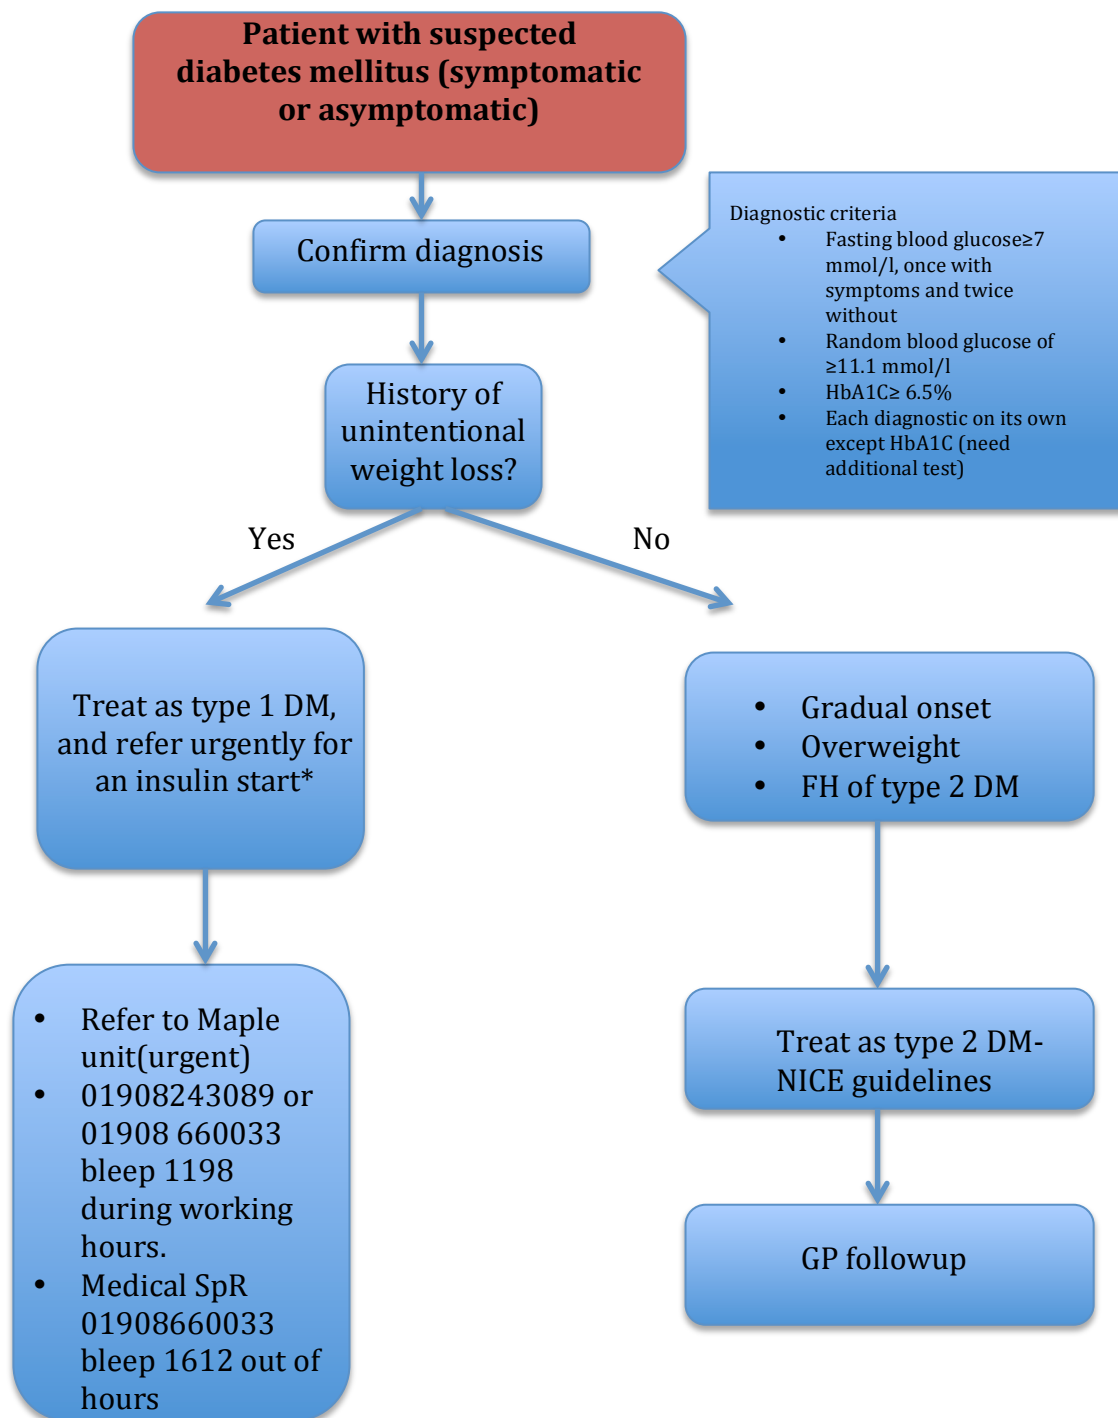 Patient with suspected
diabetes mellitus (symptomatic
or asymptomatic)
Confirm diagnosis
Diagnostic criteria
• Fasting blood glucose≥7
mmol/l, once with
symptoms and twice
without
• Random blood glucose of
≥11.1 mmol/l
• HbA1C≥ 6.5%
• Each diagnostic on its own
except HbA1C (need
additional test)
History of
unintentional
weight loss?
Yes
No
Treat as type 1 DM,
and refer urgently for
an insulin start*
• Gradual onset
• Overweight
• FH of type 2 DM
• Refer to Maple
unit(urgent)
• 01908243089 or
01908 660033
bleep 1198
during working
hours.
• Medical SpR
01908660033
bleep 1612 out of
hours
Treat as type 2 DM-
NICE guidelines
GP followup